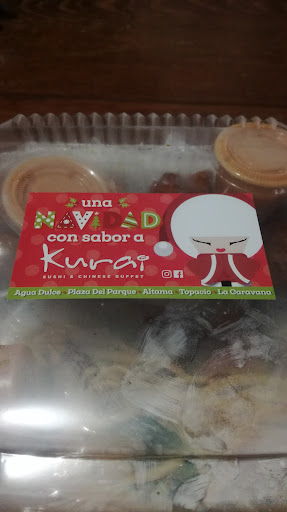 una
NAVIDAD
con sabor a
Kurai
SUSHI & CHINESE BUFFET
Agua Dulce . Plaza Del Parque . Altama . Topacio . La Caravana